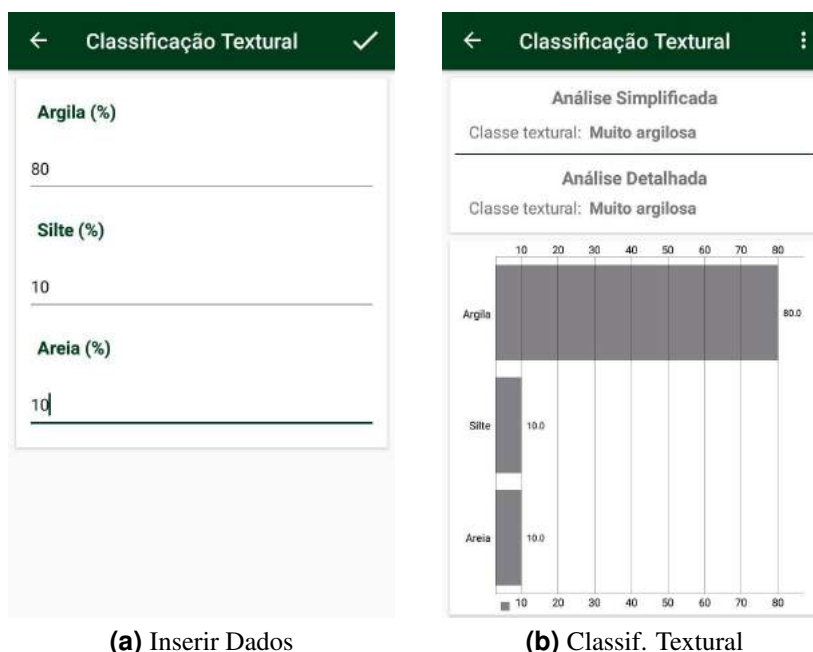 Classificação Textural
Argila (%)
80
Silte (%)
10
Areia (%)
10
(a) Inserir Dados
Classificação Textural
Análise Simplificada
Classe textural: Muito argilosa
Análise Detalhada
Classe textural: Muito argilosa
10 20 30 40 50 60 70 80
Argila 80.0
Silte 10.0
Areia 10.0
10 20 30 40 50 60 70 80
(b) Classif. Textural